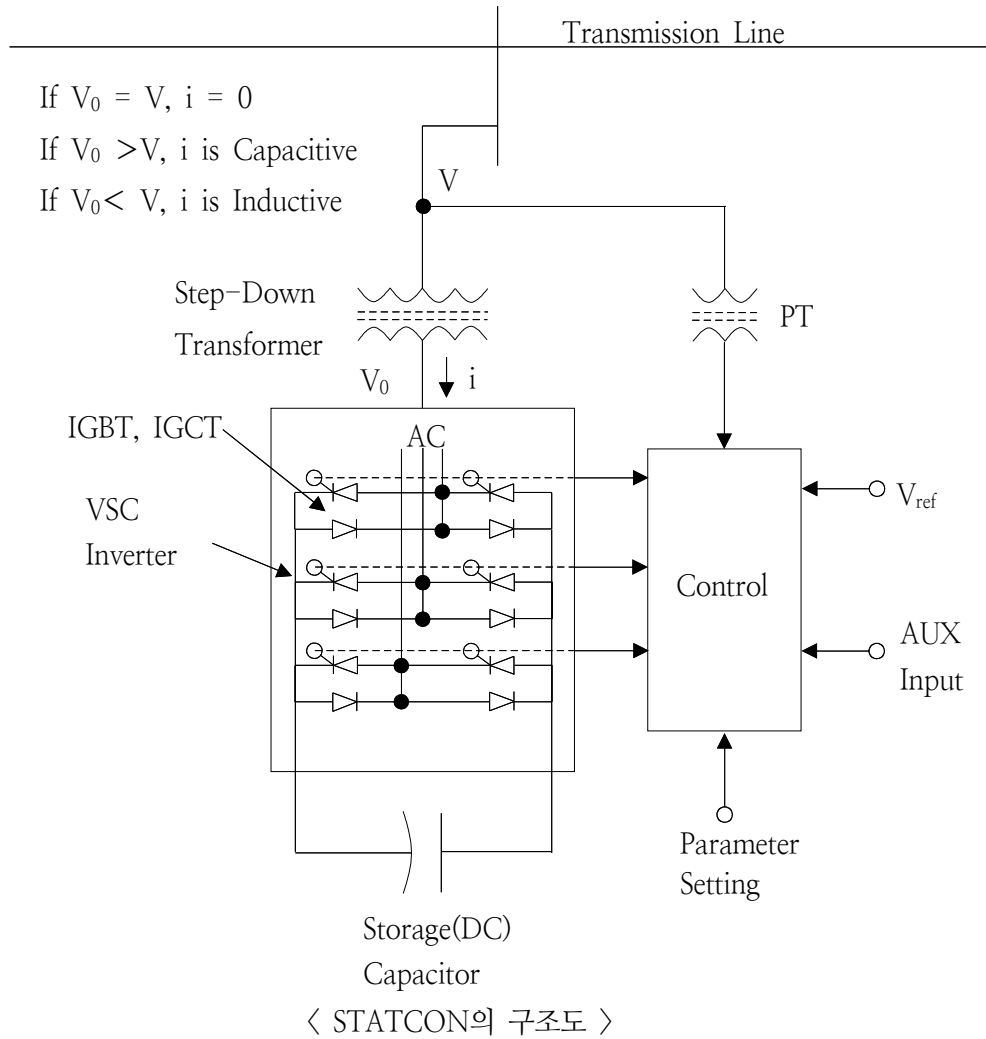 Transmission Line
If V₀ = V, i = 0
If V₀ >V, i is Capacitive
If V₀< V, i is Inductive
V
Step-Down
Transformer
PT
V₀
i
IGBT, IGCT
AC
VSC
Inverter
Vref
Control
AUX
Input
Parameter
Setting
Storage(DC)
Capacitor
< STATCON의 구조도 >